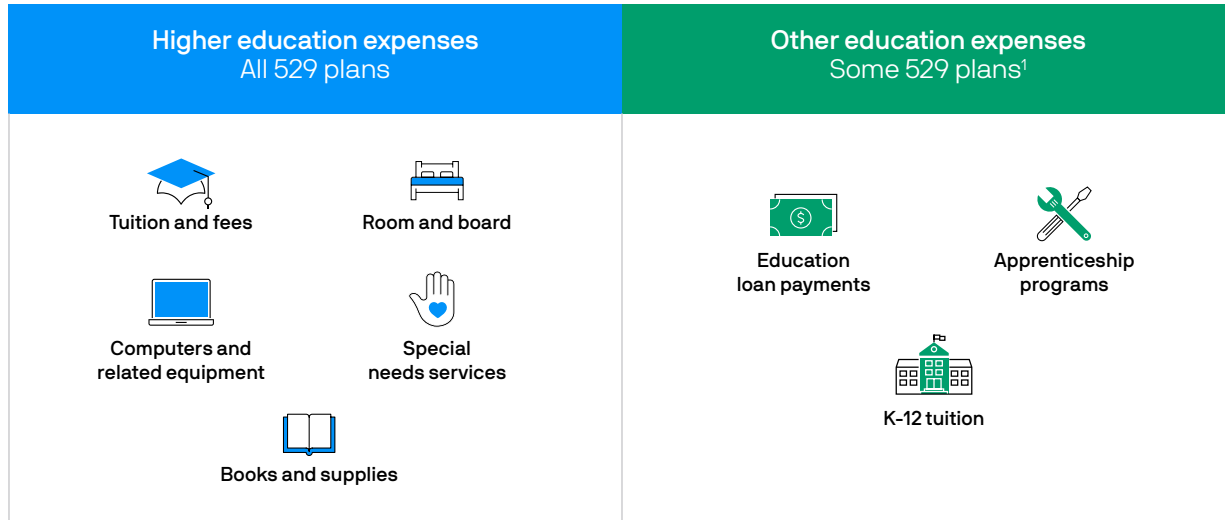 Higher education expenses
All 529 plans
Tuition and fees
Room and board
Computers and
related equipment
Special
needs services
Books and supplies
Other education expenses
Some 529 plans¹
$
Education
loan payments
Apprenticeship
programs
K-12 tuition